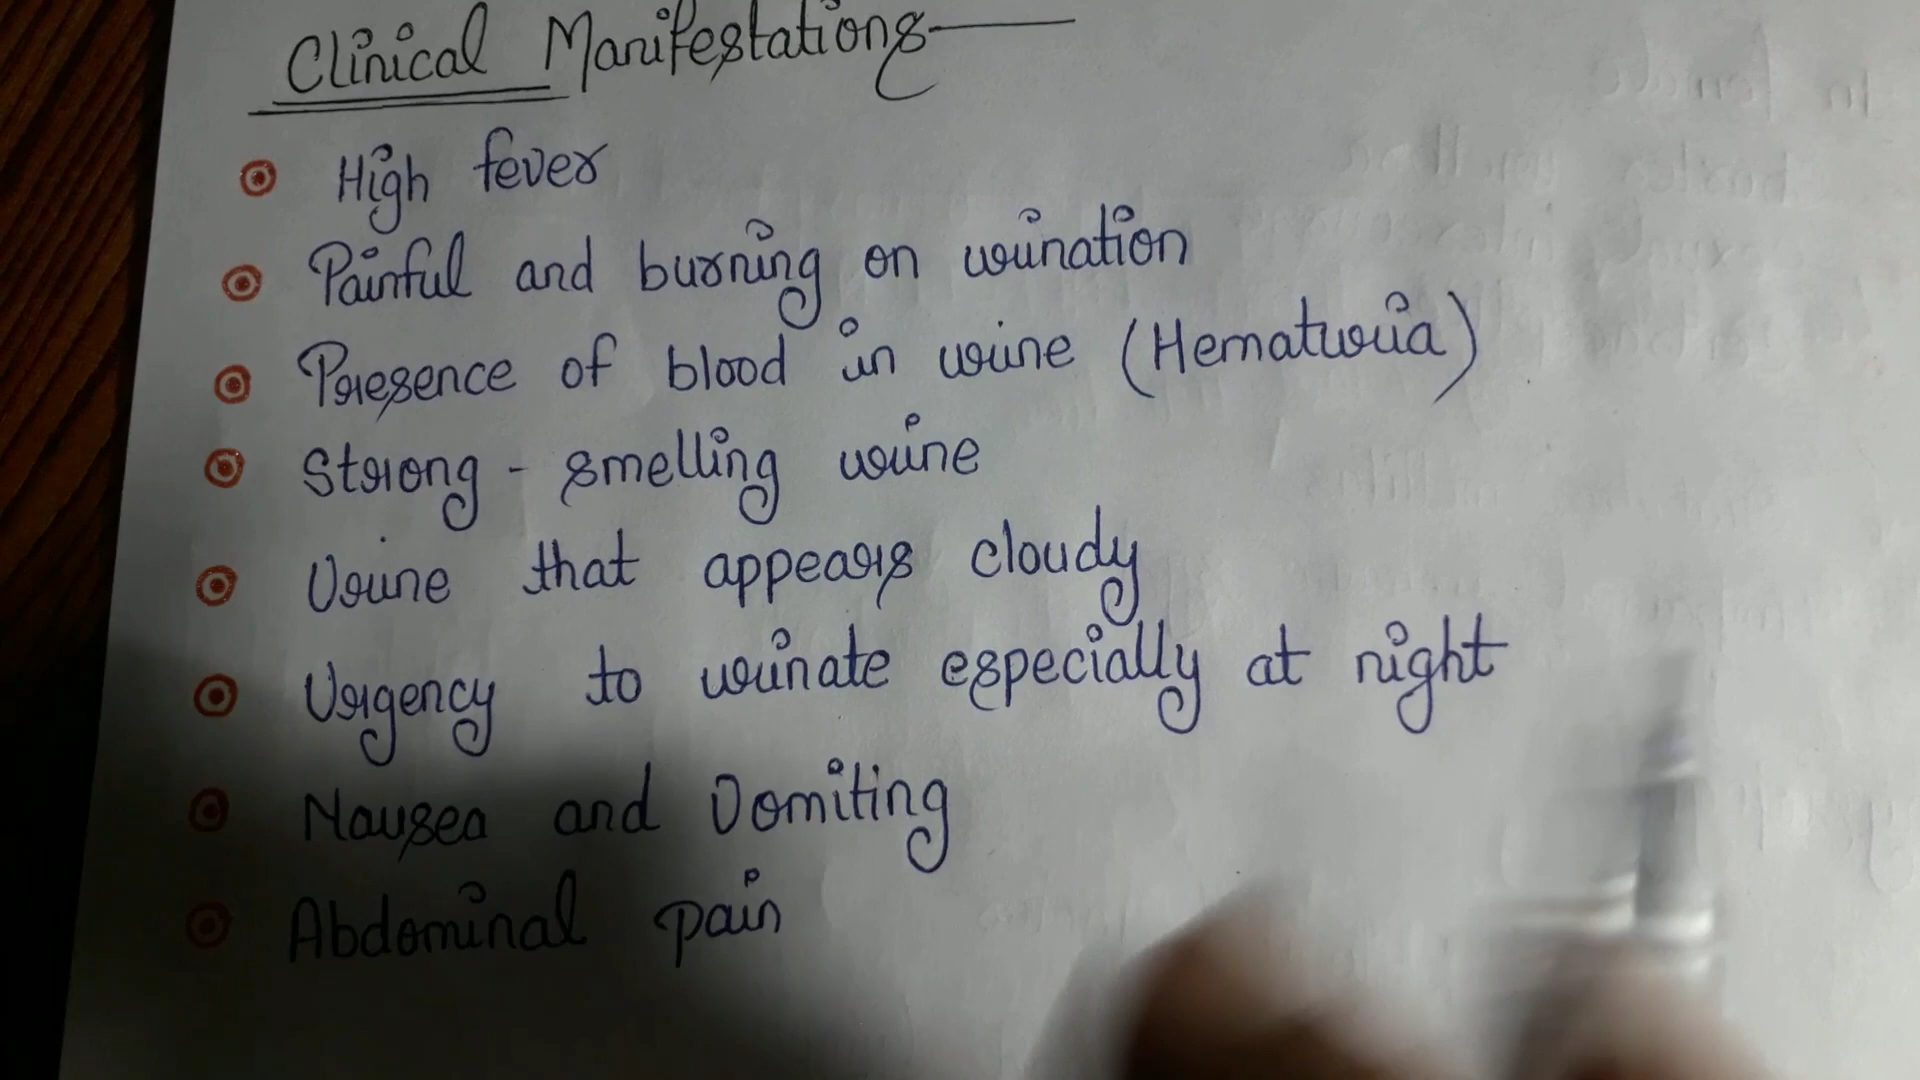 Clinical Manifestations
High fever
Painful and burning on urination
Presence of blood in urine (Hematuria)
Strong - smelling urine
Urine that appears cloudy
Urgency to urinate especially at night
Nausea and Vomiting
Abdominal pain